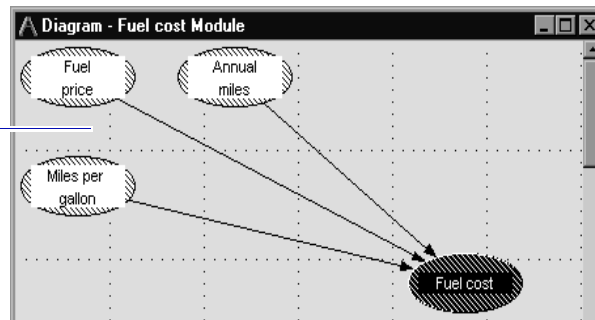 Diagram - Fuel cost Module
Fuel
price
Annual
miles
Miles per
gallon
Fuel cost